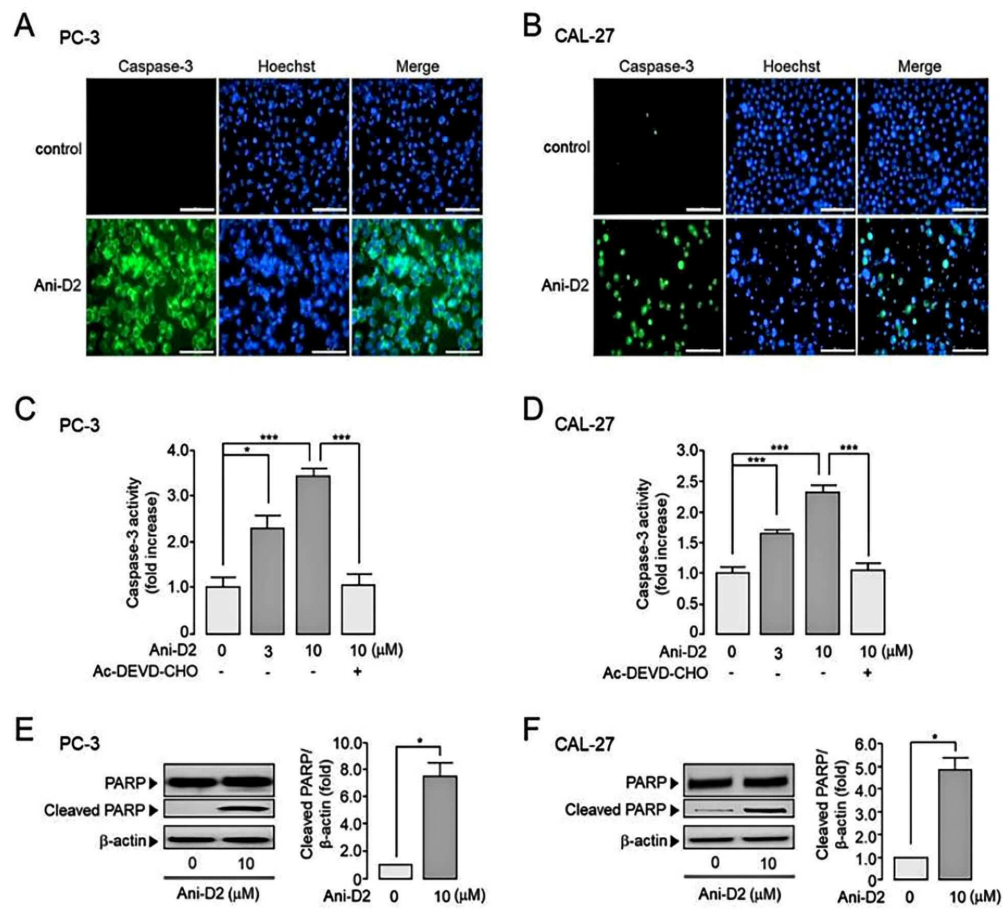 A PC-3
Caspase-3 Hoechst Merge
control
Ani-D2
B CAL-27
Caspase-3 Hoechst Merge
control
Ani-D2
C PC-3
Caspase-3 activity
(fold increase)
4.0
3.0
2.0
1.0
0
* *** ***
Ani-D2 0 3 10 10 (μM)
Ac-DEVD-CHO - - - +
D CAL-27
Caspase-3 activity
(fold increase)
3.0
2.5
2.0
1.5
1.0
0.5
0
*** *** ***
Ani-D2 0 3 10 10 (μM)
Ac-DEVD-CHO - - - +
E PC-3
PARP
Cleaved PARP
β-actin
0 10
Ani-D2 (μM)
Cleaved PARP/
β-actin (fold)
10.0
8.0
6.0
4.0
2.0
0
*
Ani-D2 0 10 (μM)
F CAL-27
PARP
Cleaved PARP
β-actin
0 10
Ani-D2 (μM)
Cleaved PARP/
β-actin (fold)
6.0
5.0
4.0
3.0
2.0
1.0
0
*
Ani-D2 0 10 (μM)